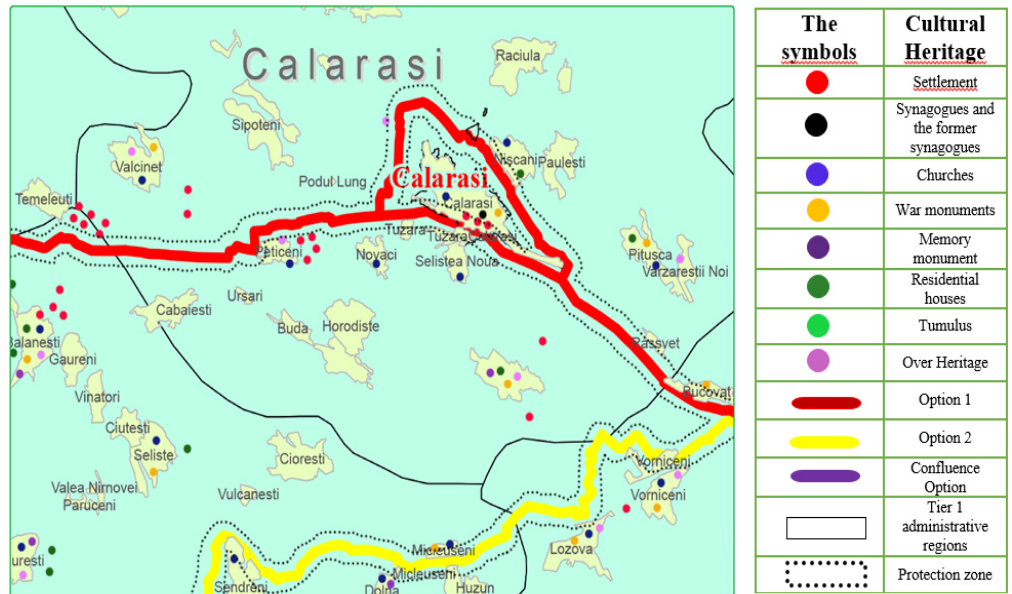 Calarasi
Raciula
Sipoteni
Valcinet
Niscani
Paulesti
Podul Lung
Calarasi
Temeleuti
Calarasi
Tuzara
Peticeni
Novaci
Selistea Noua
Pitusca
Varzarestii Noi
Ursari
Cabaiesti
Buda
Horodiste
Rassvet
Balanesti
Gaureni
Bucovat
Vinatori
Ciutesti
Seliste
Cioresti
Vorniceni
Valea Nirnovei
Paruceni
Vulcanesti
Vorniceni
Micleuseni
Lozova
Micleuseni
Sendreni
Dolna
Huzun
The
symbols
Cultural
Heritage
Settlement
Synagogues and
the former
synagogues
Churches
War monuments
Memory
monument
Residential
houses
Tumulus
Over Heritage
Option 1
Option 2
Confluence
Option
Tier 1
administrative
regions
Protection zone